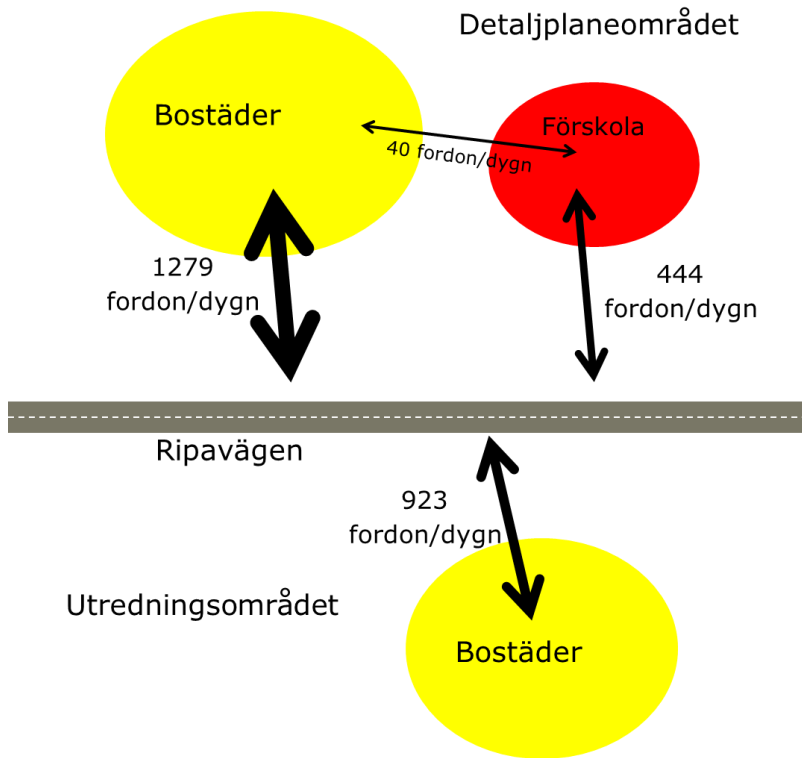 Detaljplaneområdet
Bostäder
Förskola
40 fordon/dygn
1279
fordon/dygn
444
fordon/dygn
Ripavägen
923
fordon/dygn
Utredningsområdet
Bostäder